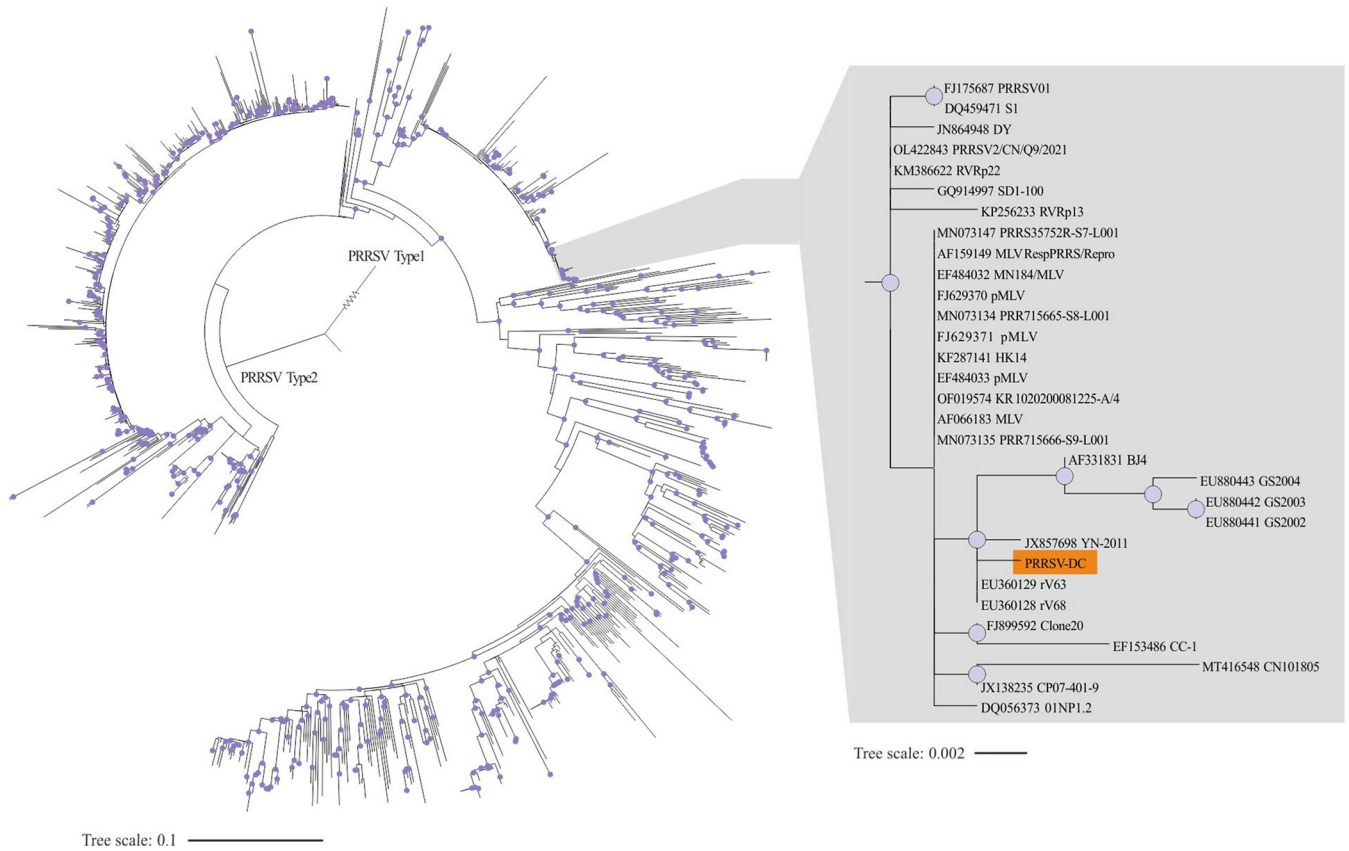 PRRSV Type1
PRRSV Type2
Tree scale: 0.1
FJ175687 PRRSV01
DQ459471 S1
JN864948 DY
OL422843 PRRSV2/CN/Q9/2021
KM386622 RVRp22
GQ914997 SD1-100
KP256233 RVRp13
MN073147 PRRS35752R-S7-L001
AF159149 MLV RespPRRS/Repro
EF484032 MN184/MLV
FJ629370 pMLV
MN073134 PRR715665-S8-L001
FJ629371 pMLV
KF287141 HK14
EF484033 pMLV
OF019574 KR1020200081225-A/4
AF066183 MLV
MN073135 PRR715666-S9-L001
AF331831 BJ4
EU880443 GS2004
EU880442 GS2003
EU880441 GS2002
JX857698 YN-2011
PRRSV-DC
EU360129 rV63
EU360128 rV68
FJ899592 Clone20
EF153486 CC-1
MT416548 CN101805
JX138235 CP07-401-9
DQ056373 01NP1.2
Tree scale: 0.002